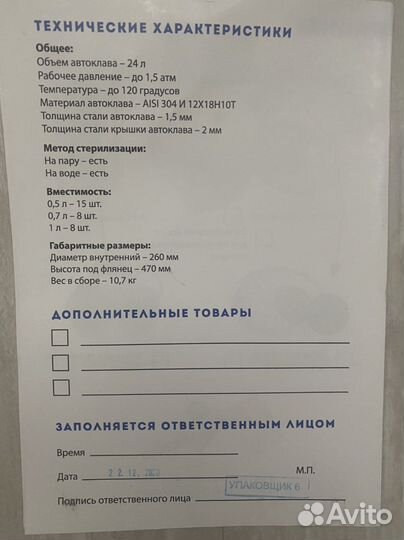 ТЕХНИЧЕСКИЕ ХАРАКТЕРИСТИКИ
Общее:
Объем автоклава – 24 л
Рабочее давление – до 1,5 атм
Температура – до 120 градусов
Материал автоклава – AISI 304 И 12Х18Н10Т
Толщина стали автоклава – 1,5 мм
Толщина стали крышки автоклава – 2 мм
Метод стерилизации:
На пару – есть
На воде – есть
Вместимость:
0,5 л – 15 шт.
0,7 л – 8 шт.
1 л – 8 шт.
Габаритные размеры:
Диаметр внутренний – 260 мм
Высота под флянец – 470 мм
Вес в сборе – 10,7 кг
ДОПОЛНИТЕЛЬНЫЕ ТОВАРЫ
ЗАПОЛНЯЕТСЯ ОТВЕТСТВЕННЫМ ЛИЦОМ
Время
Дата 22.12. М.П.
УПАКОВЩИК 6
Подпись ответственного лица
Avito